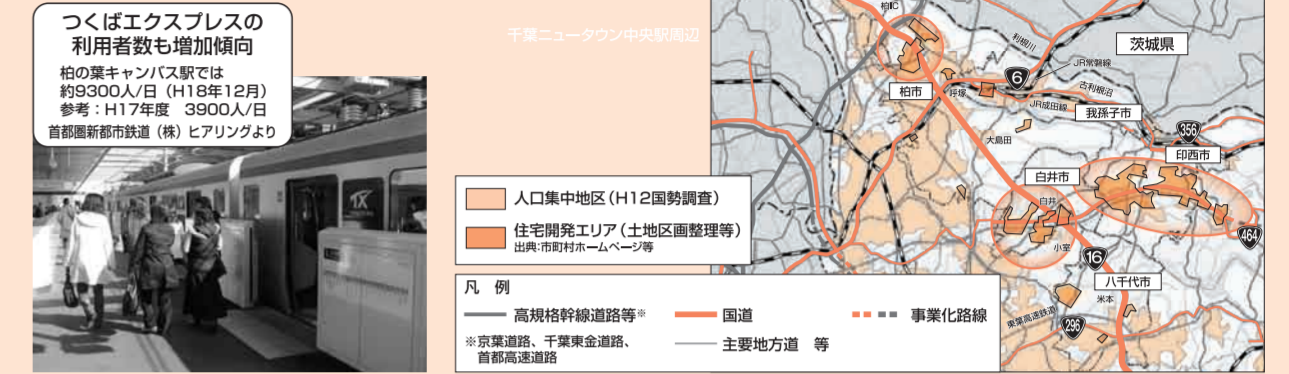 つくばエクスプレスの
利用者数も増加傾向
柏の葉キャンパス駅では
約9300人/日（H18年12月）
参考：H17年度　3900人/日
首都圏新都市鉄道（株）ヒアリングより
TX
千葉ニュータウン中央駅周辺
人口集中地区（H12国勢調査）
住宅開発エリア（土地区画整理等）
出典:市町村ホームページ等
凡　例
高規格幹線道路等※
国道
事業化路線
※京葉道路、千葉東金道路、
首都高速道路
主要地方道　等
柏IC
利根川
茨城県
JR常磐線
6
柏市
呼塚
古利根沼
JR成田線
我孫子市
356
大島田
印西市
白井市
白井
464
小室
16
八千代市
米本
東葉高速鉄道
296